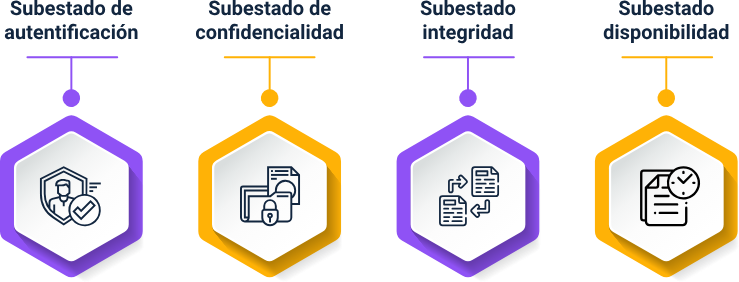 Subestado de
autentificación
Subestado de
confidencialidad
Subestado
integridad
Subestado
disponibilidad